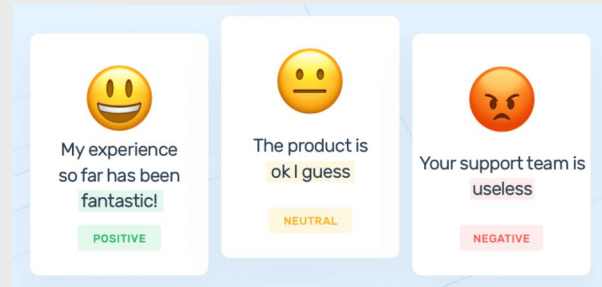 My experience
so far has been
fantastic!
POSITIVE
The product is
ok I guess
NEUTRAL
Your support team is
useless
NEGATIVE